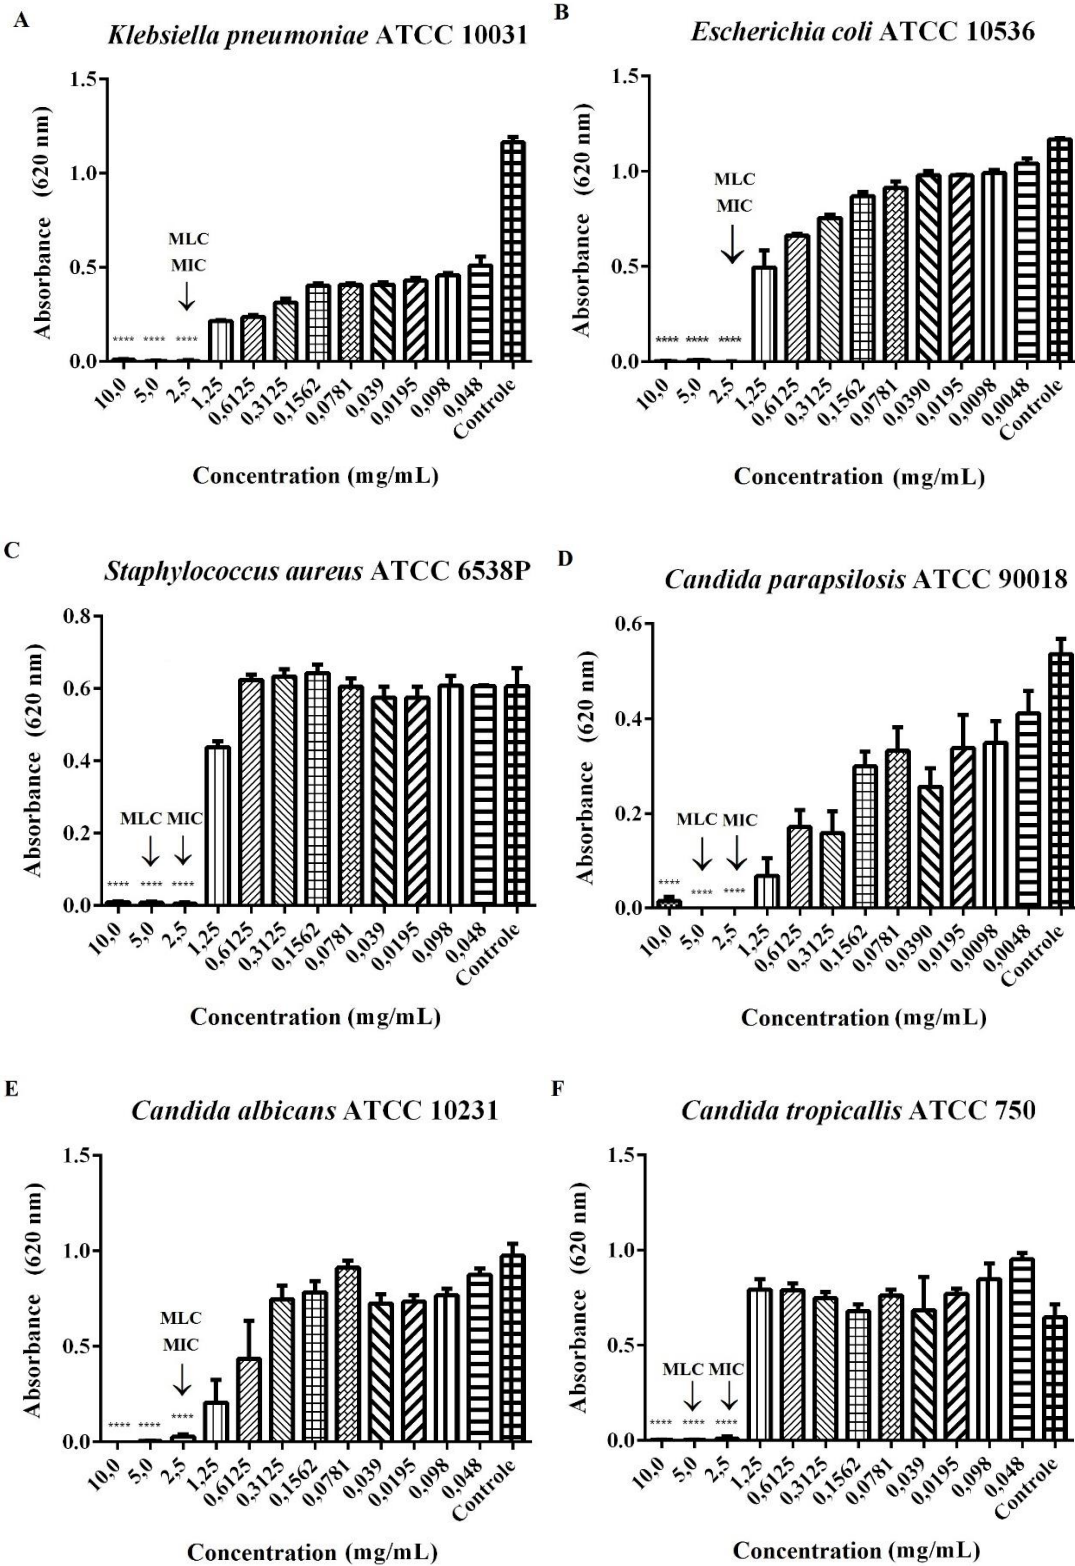 A
Klebsiella pneumoniae ATCC 10031
1.5
1.0
0.5
0.0
Absorbance (620 nm)
MLC
MIC
**** **** ****
10,0 5,0 2,5 1,25 0,6125 0,3125 0,1562 0,0781 0,039 0,0195 0,098 0,048 Controle
Concentration (mg/mL)
B
Escherichia coli ATCC 10536
1.5
1.0
0.5
0.0
Absorbance (620 nm)
MLC
MIC
**** **** ****
10,0 5,0 2,5 1,25 0,6125 0,3125 0,1562 0,0781 0,0390 0,0195 0,0098 0,0048 Controle
Concentration (mg/mL)
C
Staphylococcus aureus ATCC 6538P
0.8
0.6
0.4
0.2
0.0
Absorbance (620 nm)
MLC MIC
**** **** ****
10,0 5,0 2,5 1,25 0,6125 0,3125 0,1562 0,0781 0,039 0,0195 0,098 0,048 Controle
Concentration (mg/mL)
D
Candida parapsilosis ATCC 90018
0.6
0.4
0.2
0.0
Absorbance (620 nm)
MLC MIC
**** **** ****
10,0 5,0 2,5 1,25 0,6125 0,3125 0,1562 0,0781 0,0390 0,0195 0,0098 0,0048 Controle
Concentration (mg/mL)
E
Candida albicans ATCC 10231
1.5
1.0
0.5
0.0
Absorbance (620 nm)
MLC
MIC
**** **** ****
10,0 5,0 2,5 1,25 0,6125 0,3125 0,1562 0,0781 0,039 0,0195 0,098 0,048 Controle
Concentration (mg/mL)
F
Candida tropicallis ATCC 750
1.5
1.0
0.5
0.0
Absorbance (620 nm)
MLC MIC
**** **** ****
10,0 5,0 2,5 1,25 0,6125 0,3125 0,1562 0,0781 0,039 0,0195 0,098 0,048 Controle
Concentration (mg/mL)